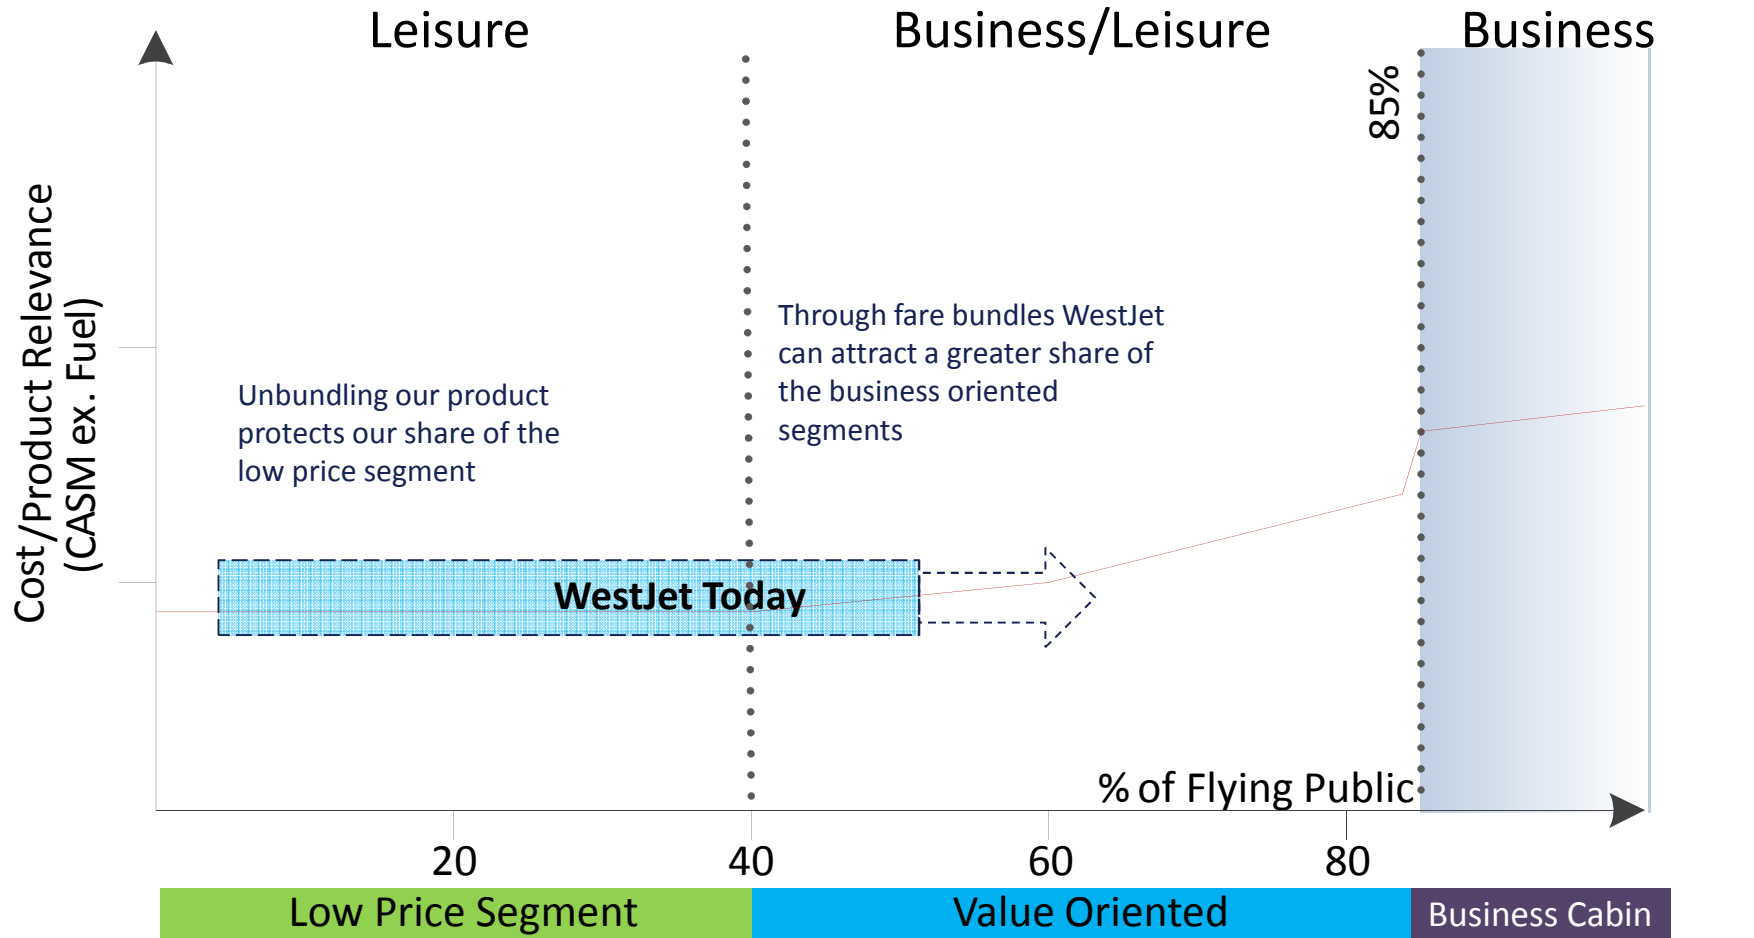 Leisure
Business/Leisure
Business
85%
Cost/Product Relevance
(CASM ex. Fuel)
Through fare bundles WestJet
can attract a greater share of
the business oriented
segments
Unbundling our product
protects our share of the
low price segment
WestJet Today
% of Flying Public
20
40
60
80
Low Price Segment
Value Oriented
Business Cabin